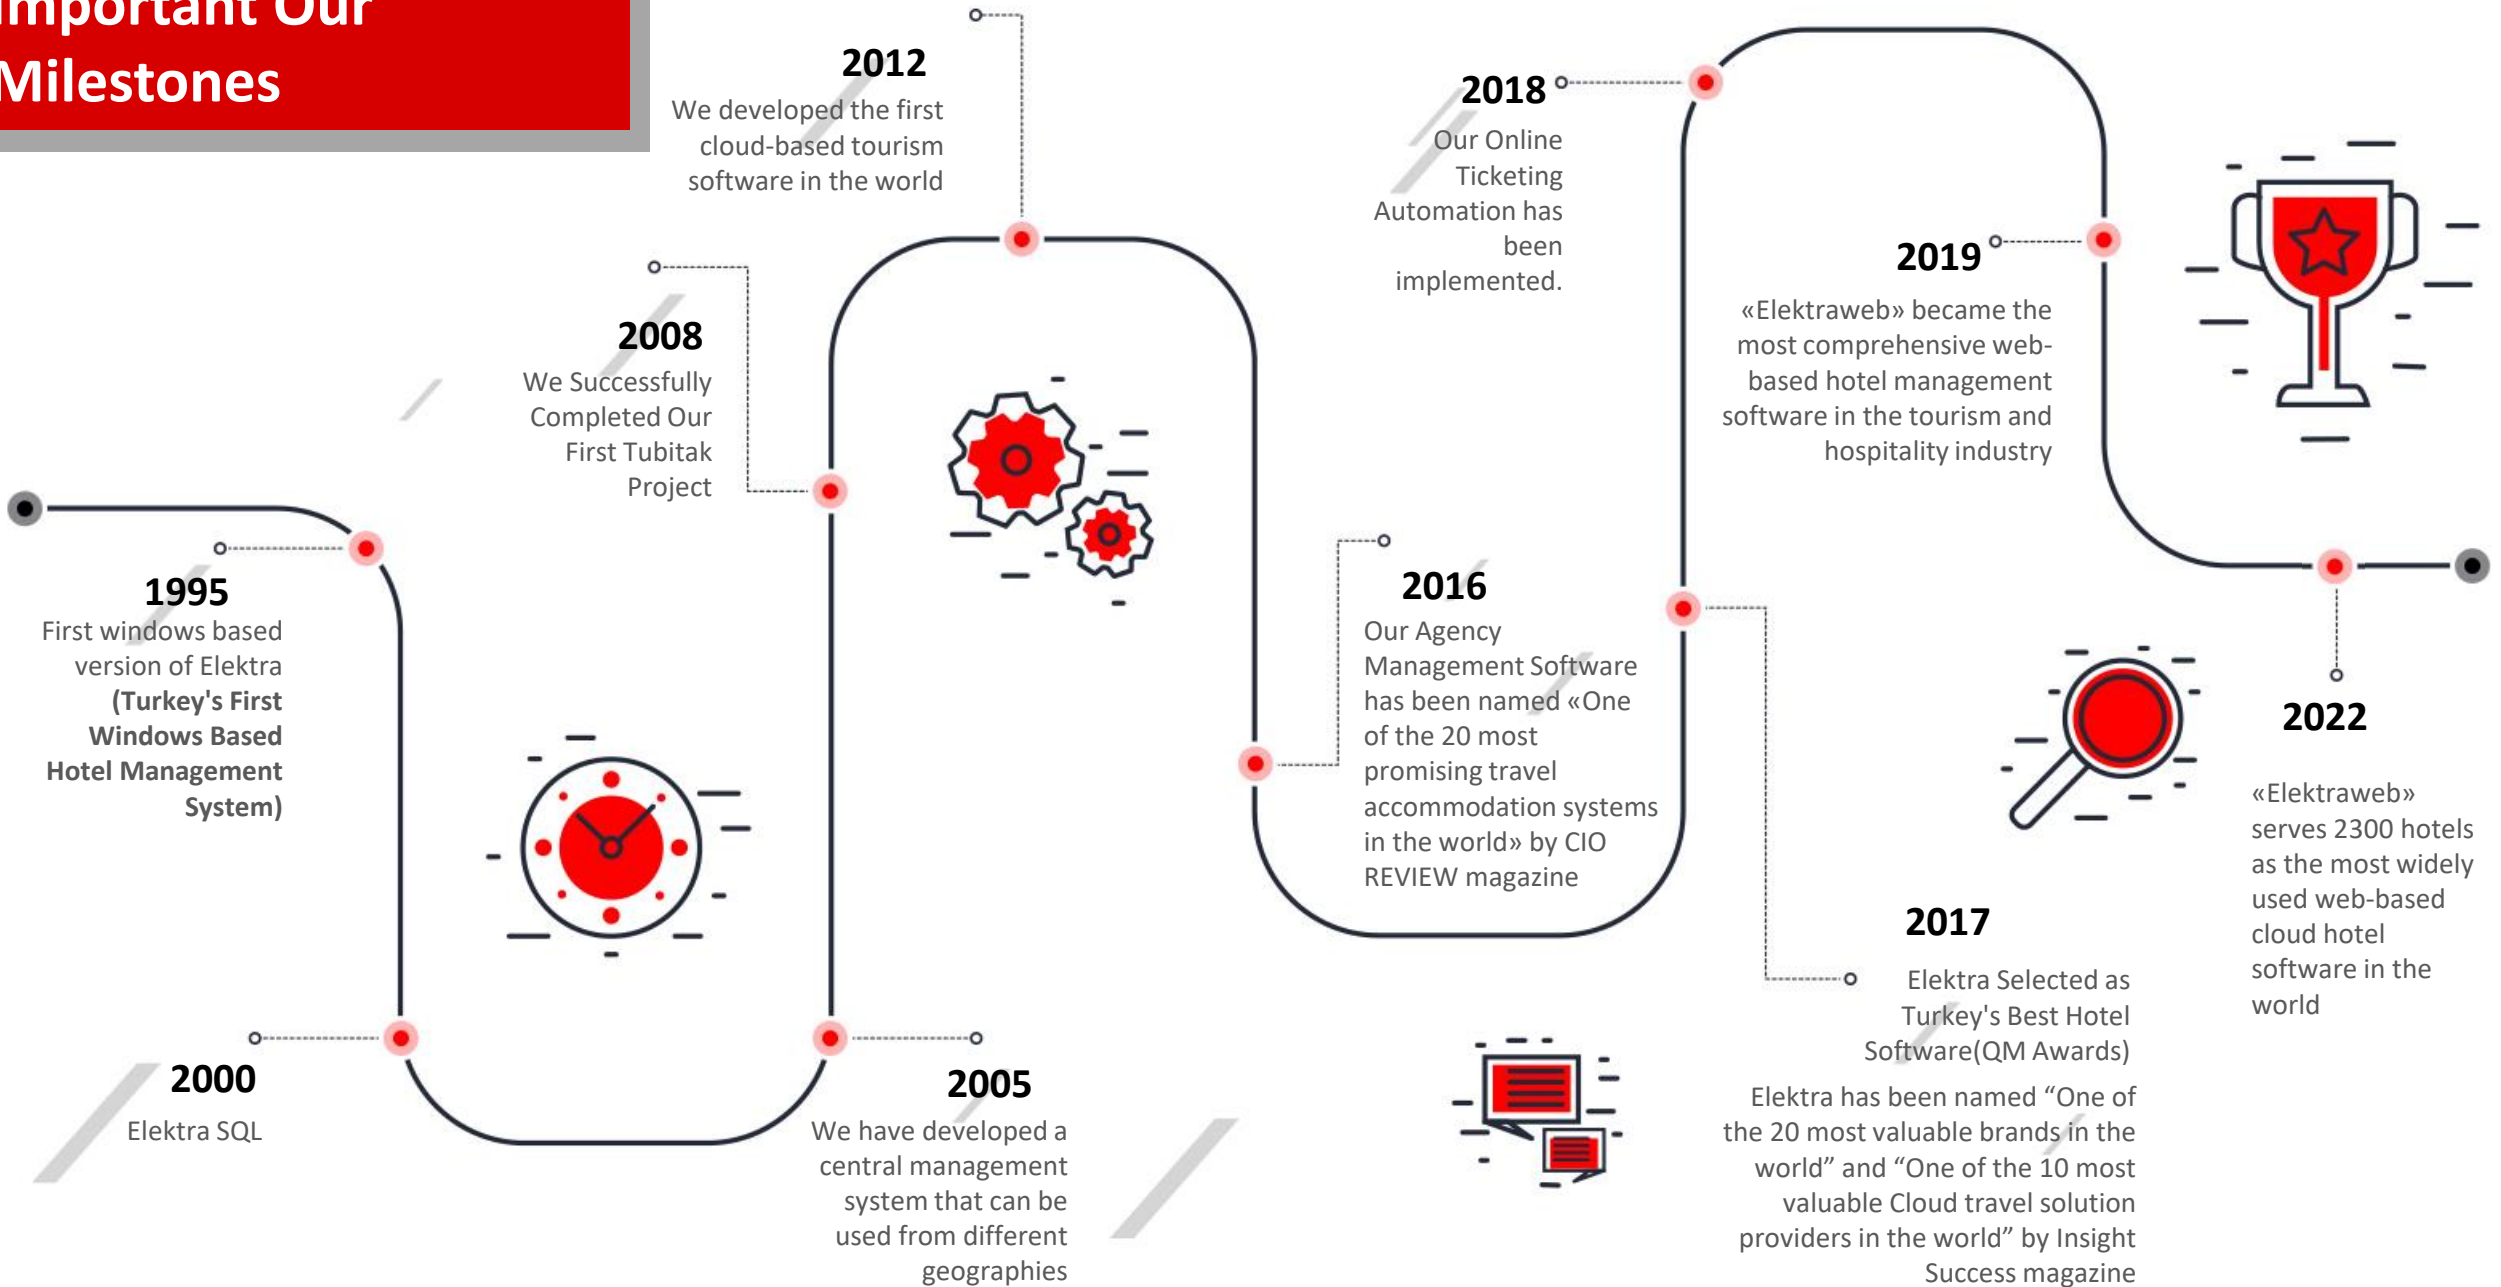 Important Our
Milestones
1995
First windows based
version of Elektra
(Turkey's First
Windows Based
Hotel Management
System)
2000
Elektra SQL
2005
We have developed a
central management
system that can be
used from different
geographies
2008
We Successfully
Completed Our
First Tubitak
Project
2012
We developed the first
cloud-based tourism
software in the world
2016
Our Agency
Management Software
has been named «One
of the 20 most
promising travel
accommodation systems
in the world» by CIO
REVIEW magazine
2017
Elektra Selected as
Turkey's Best Hotel
Software(QM Awards)
Elektra has been named “One of
the 20 most valuable brands in the
world” and “One of the 10 most
valuable Cloud travel solution
providers in the world” by Insight
Success magazine
2018
Our Online
Ticketing
Automation has
been
implemented.
2019
«Elektraweb» became the
most comprehensive web-
based hotel management
software in the tourism and
hospitality industry
2022
«Elektraweb»
serves 2300 hotels
as the most widely
used web-based
cloud hotel
software in the
world